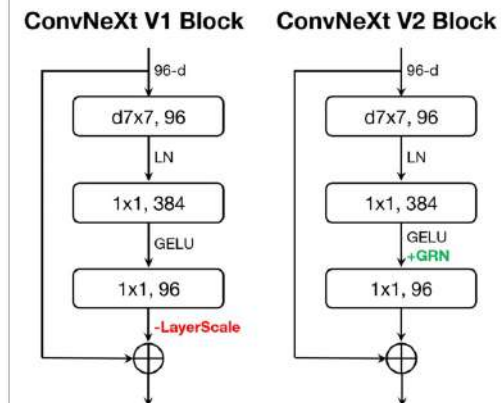 ConvNeXt V1 Block
96-d
d7x7, 96
LN
1x1, 384
GELU
1x1, 96
-LayerScale
ConvNeXt V2 Block
96-d
d7x7, 96
LN
1x1, 384
GELU
+GRN
1x1, 96